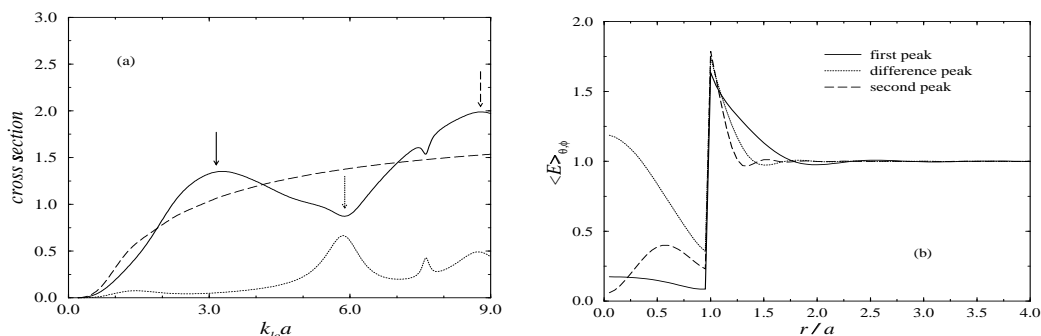 (a)
cross section
3.0
2.5
2.0
1.5
1.0
0.5
0.0
0.0 3.0 6.0 9.0
(b)
<E>θ,φ
2.0
1.5
1.0
0.5
0.0
first peak
difference peak
second peak
0.0 0.5 1.0 1.5 2.0 2.5 3.0 3.5 4.0
r / a